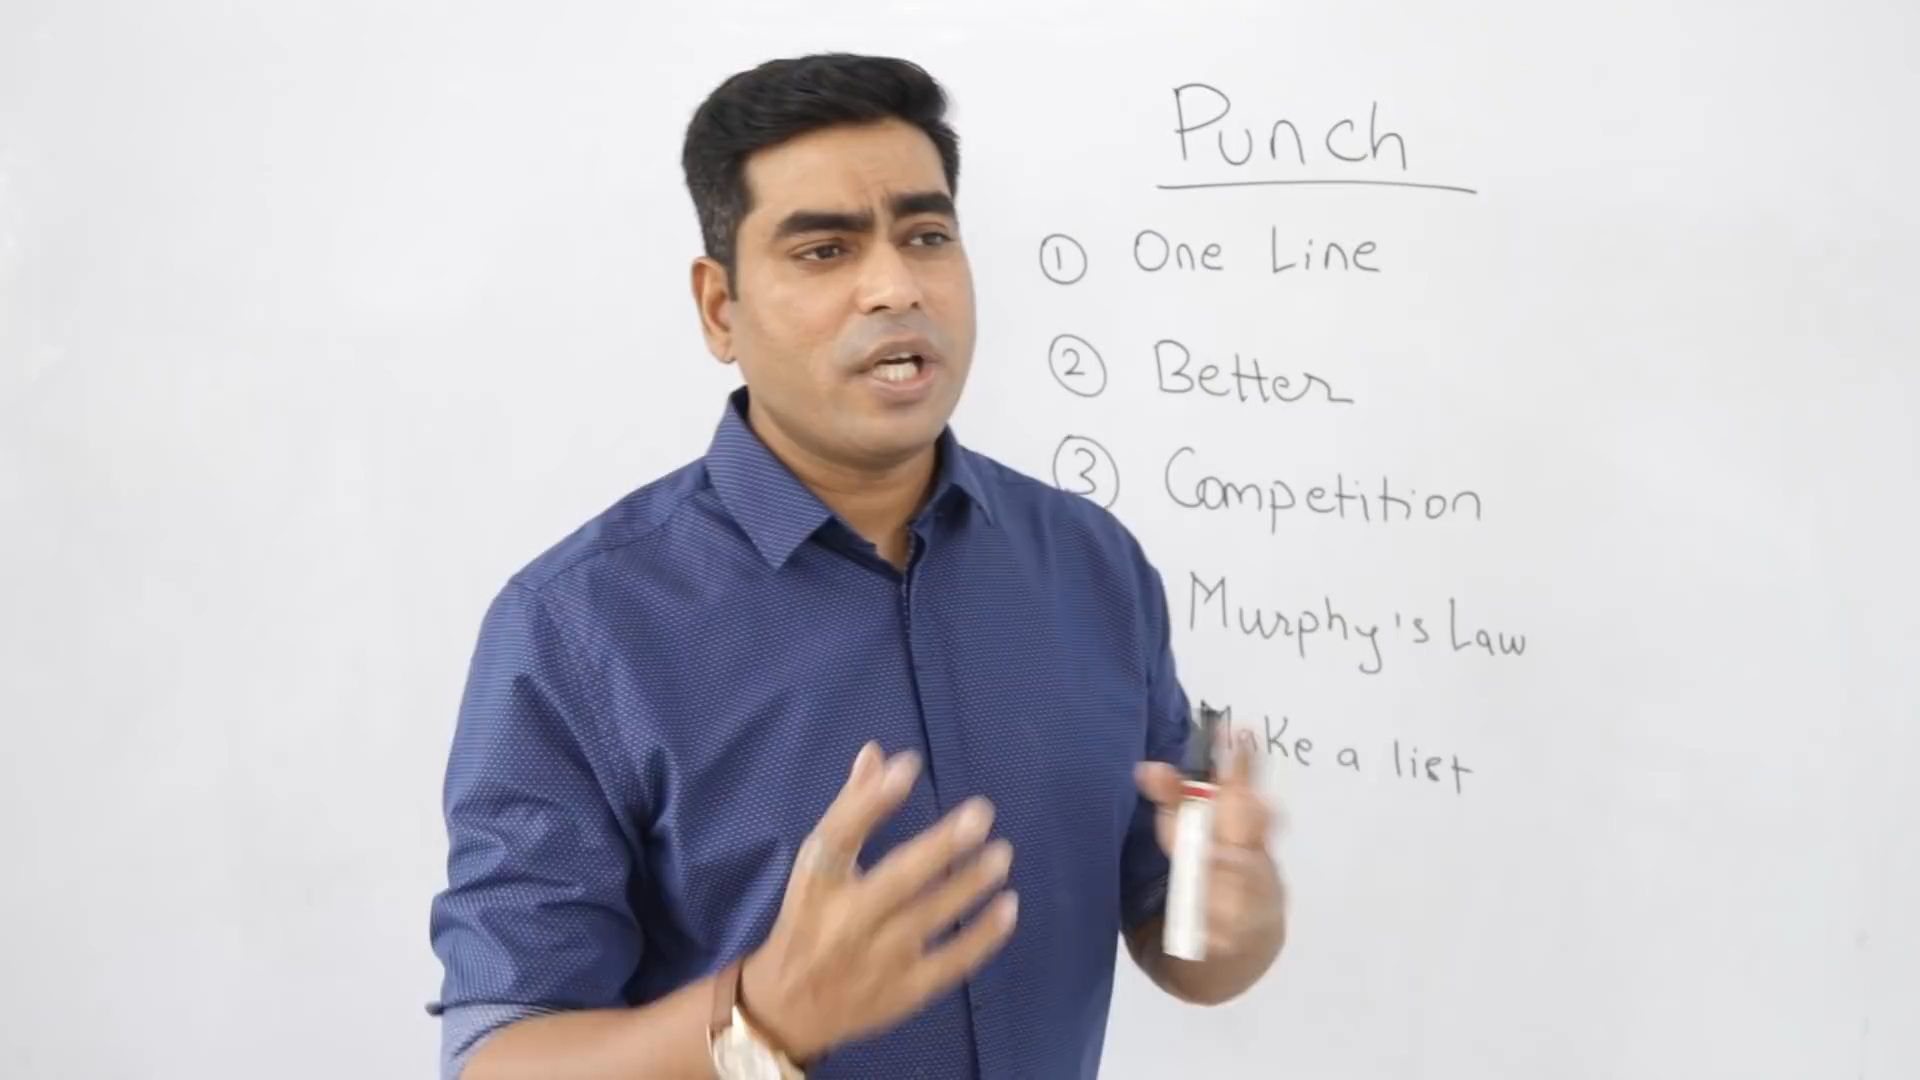 Punch
① One Line
② Better
③ Competition
Murphy's Law
Make a list